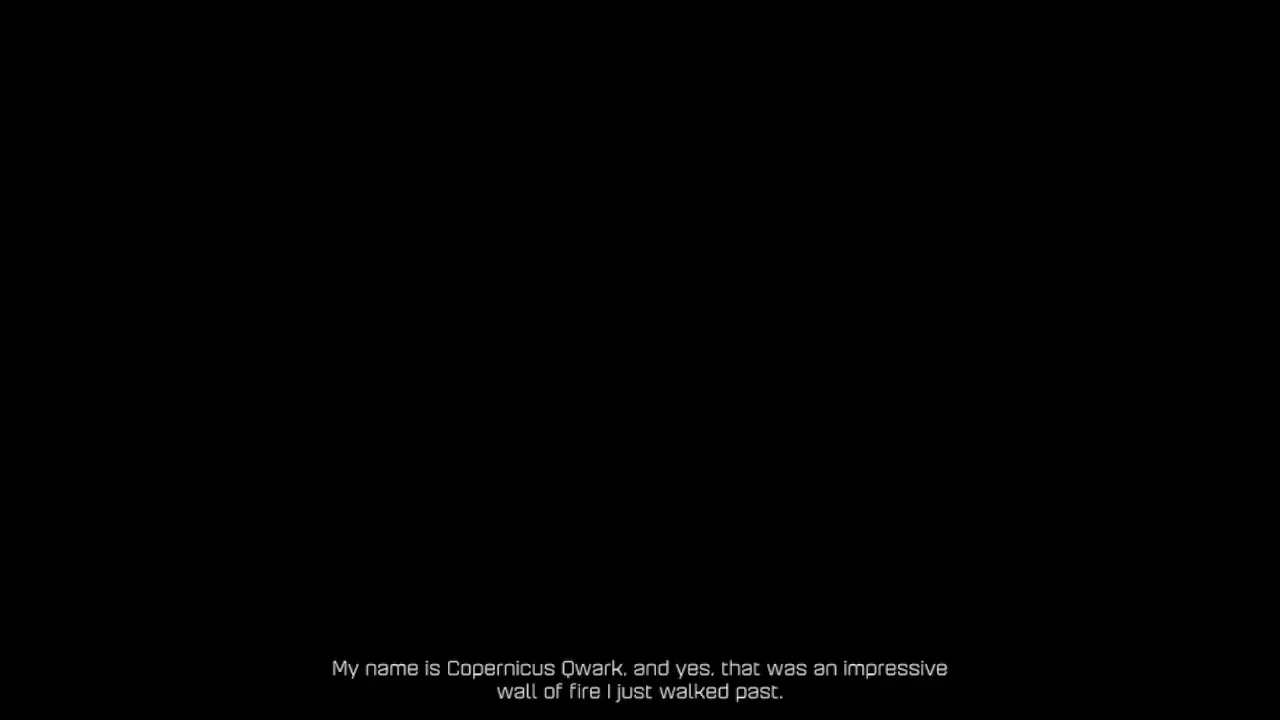 My name is Copernicus Qwark, and yes, that was an impressive
wall of fire I just walked past.